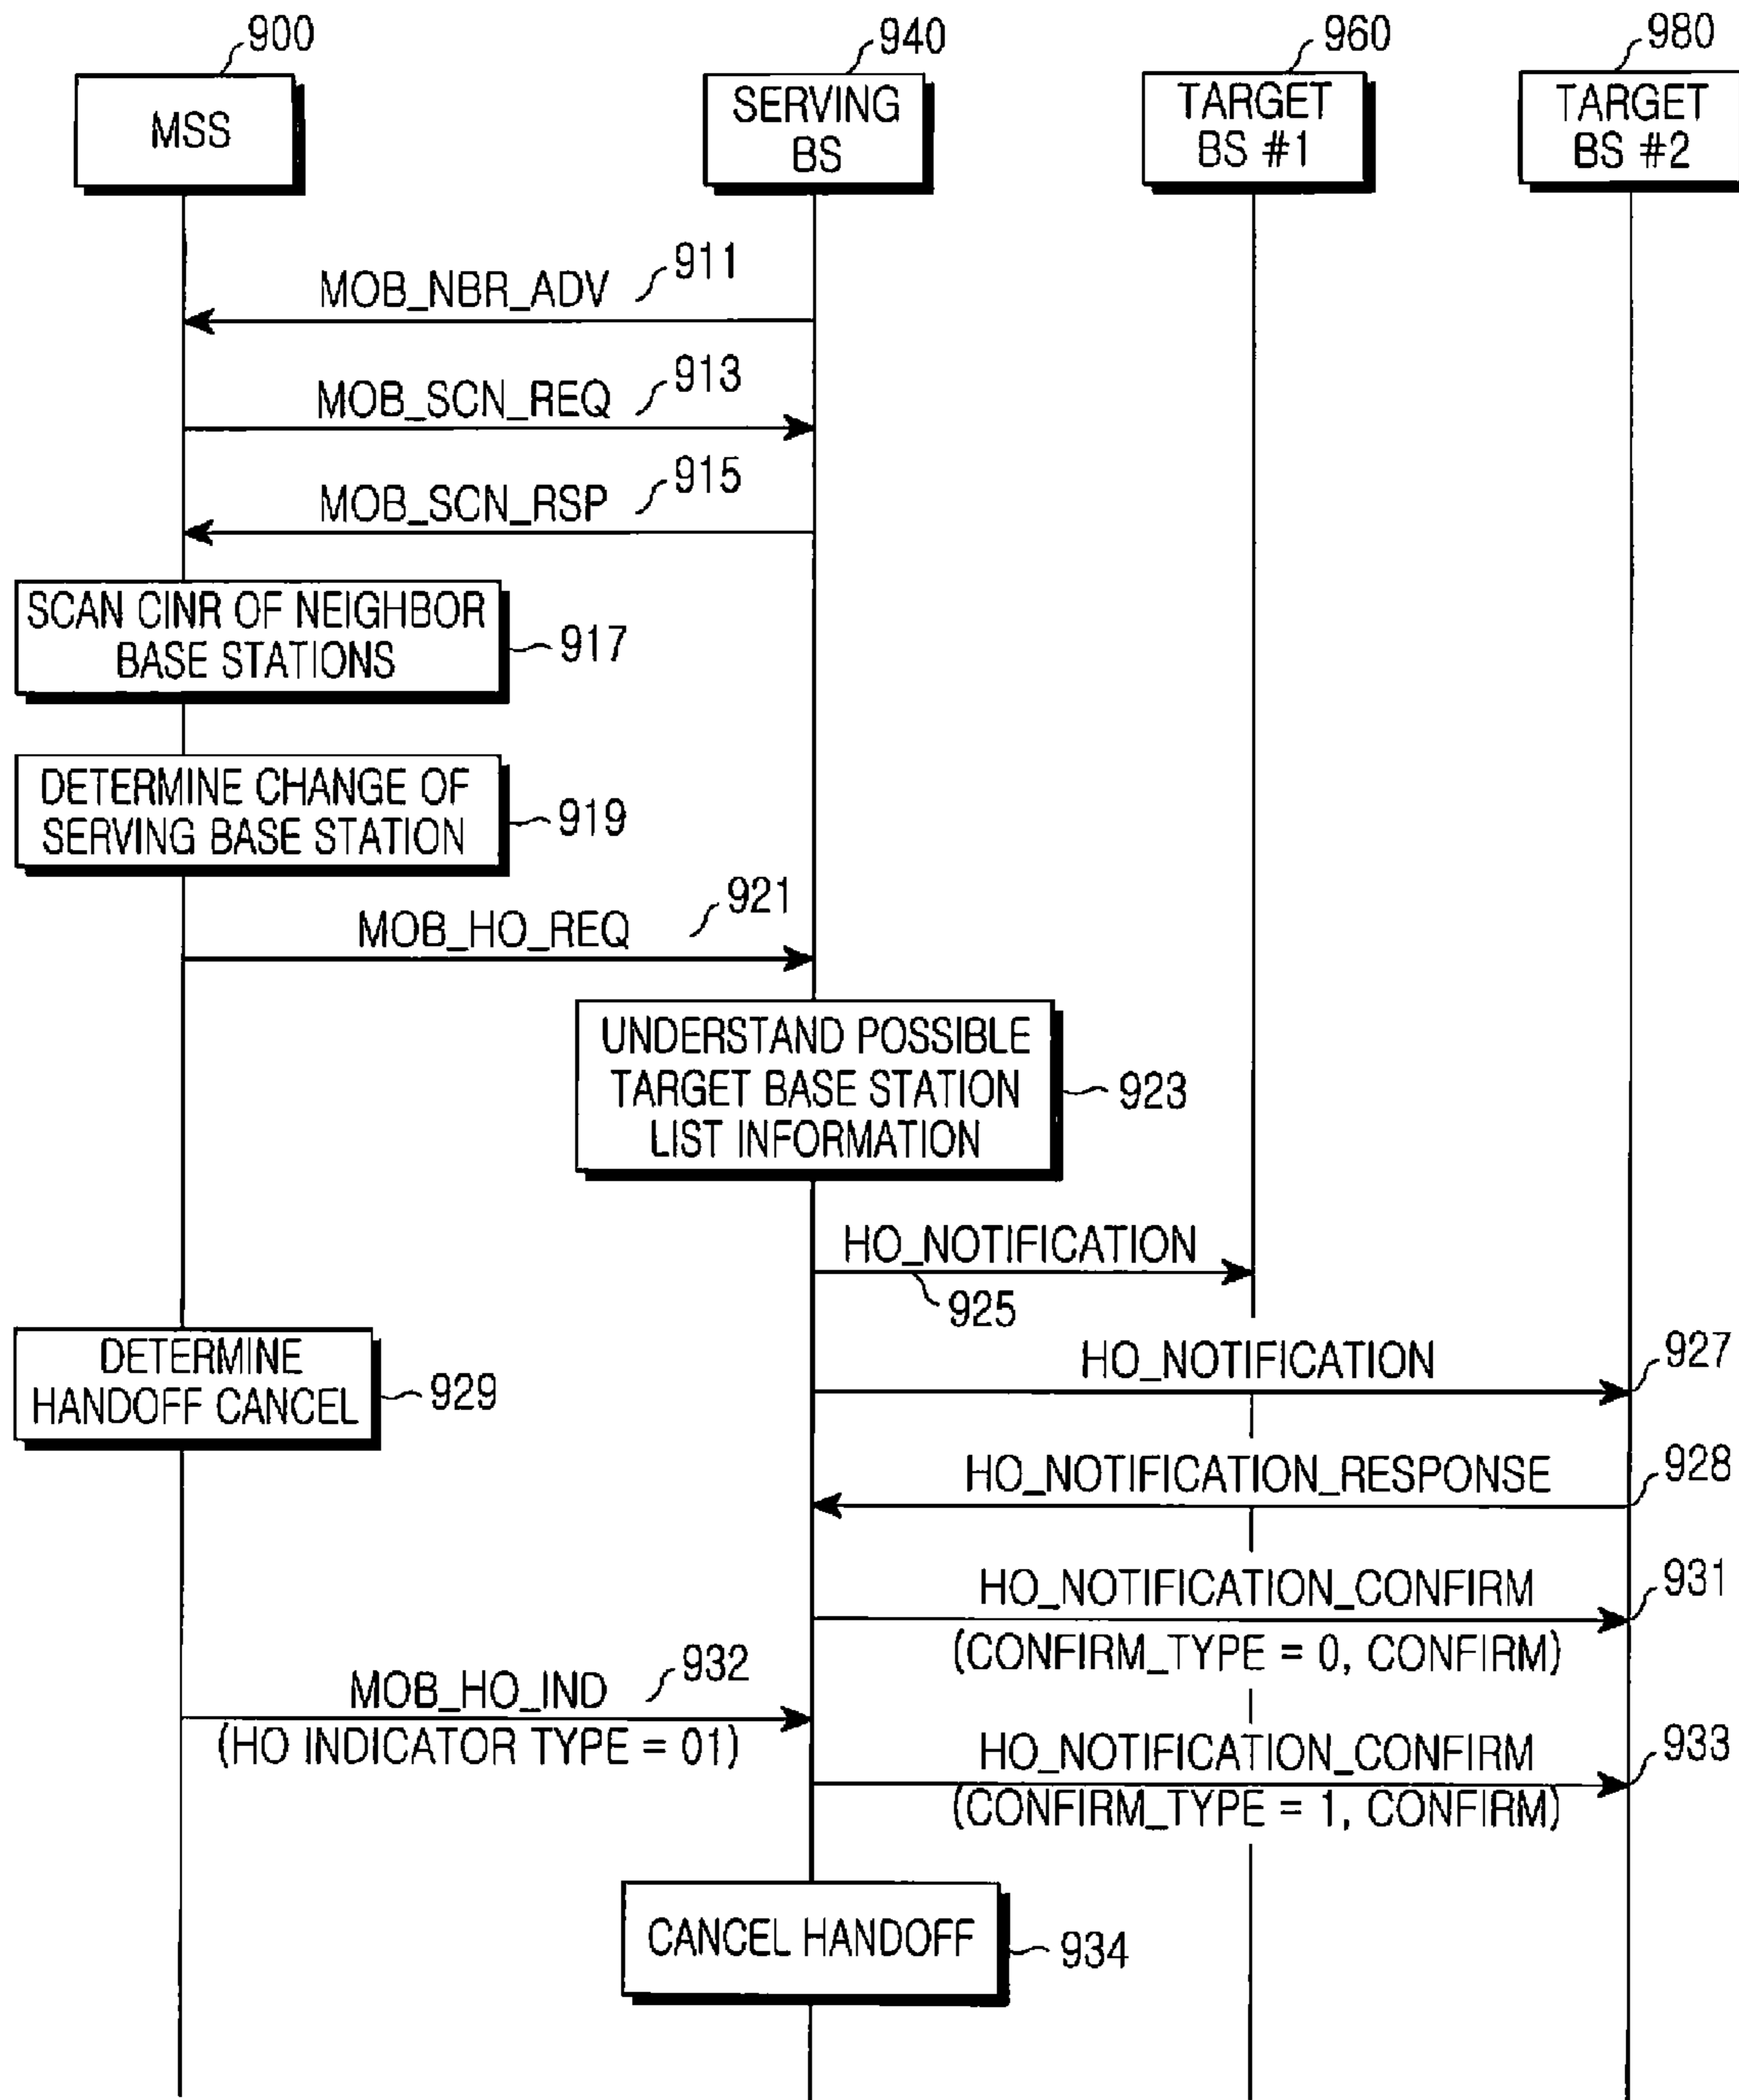 900
940
960
980
MSS
SERVING
BS
TARGET
BS #1
TARGET
BS #2
MOB_NBR_ADV
911
MOB_SCN_REQ
913
MOB_SCN_RSP
915
SCAN CINR OF NEIGHBOR
BASE STATIONS
917
DETERMINE CHANGE OF
SERVING BASE STATION
919
MOB_HO_REQ
921
UNDERSTAND POSSIBLE
TARGET BASE STATION
LIST INFORMATION
923
HO_NOTIFICATION
925
DETERMINE
HANDOFF CANCEL
929
HO_NOTIFICATION
927
HO_NOTIFICATION_RESPONSE
928
HO_NOTIFICATION_CONFIRM
931
(CONFIRM_TYPE = 0, CONFIRM)
MOB_HO_IND
932
(HO INDICATOR TYPE = 01)
HO_NOTIFICATION_CONFIRM
933
(CONFIRM_TYPE = 1, CONFIRM)
CANCEL HANDOFF
934